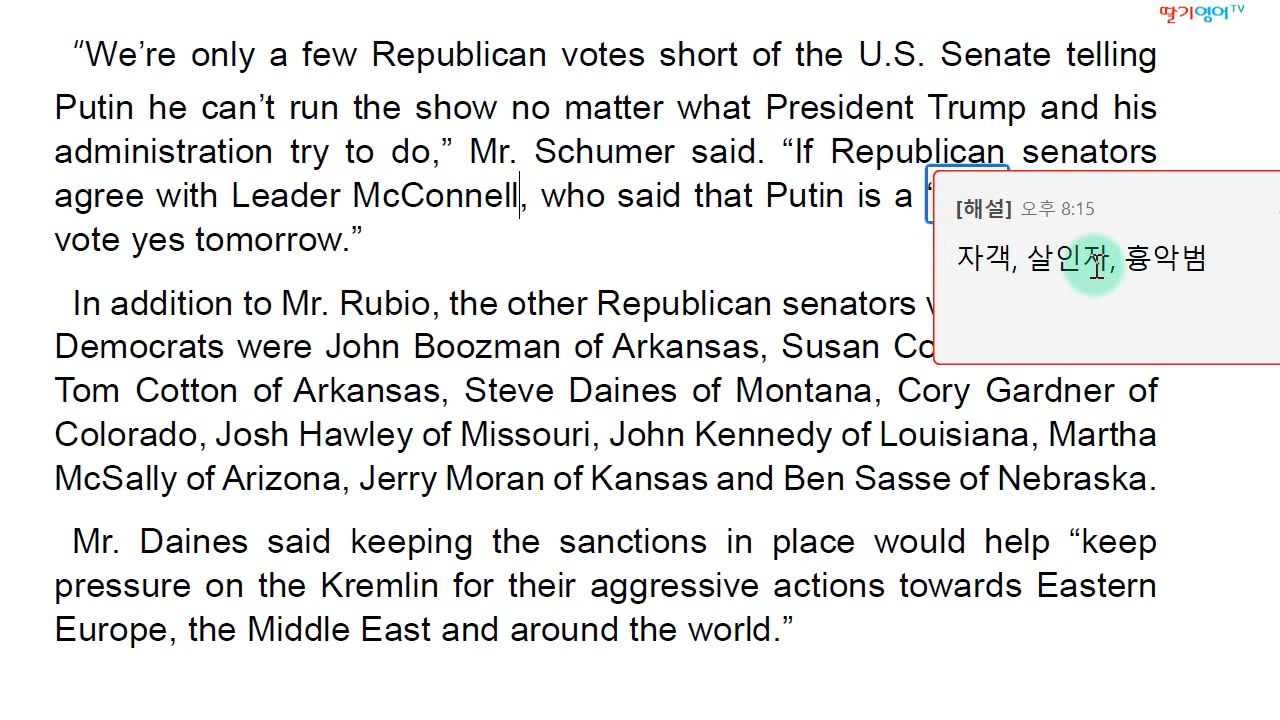 딸기영어TV
“We’re only a few Republican votes short of the U.S. Senate telling
Putin he can’t run the show no matter what President Trump and his
administration try to do,” Mr. Schumer said. “If Republican senators
agree with Leader McConnell, who said that Putin is a “
[해설] 오후 8:15
자객, 살인자, 흉악범
vote yes tomorrow.”
In addition to Mr. Rubio, the other Republican senators
Democrats were John Boozman of Arkansas, Susan
Tom Cotton of Arkansas, Steve Daines of Montana, Cory Gardner of
Colorado, Josh Hawley of Missouri, John Kennedy of Louisiana, Martha
McSally of Arizona, Jerry Moran of Kansas and Ben Sasse of Nebraska.
Mr. Daines said keeping the sanctions in place would help “keep
pressure on the Kremlin for their aggressive actions towards Eastern
Europe, the Middle East and around the world.”